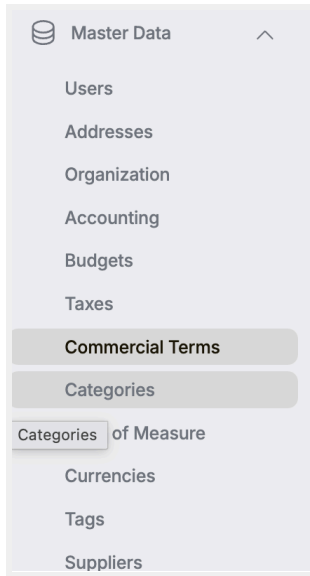 Master Data
Users
Addresses
Organization
Accounting
Budgets
Taxes
Commercial Terms
Categories
Categories of Measure
Currencies
Tags
Suppliers